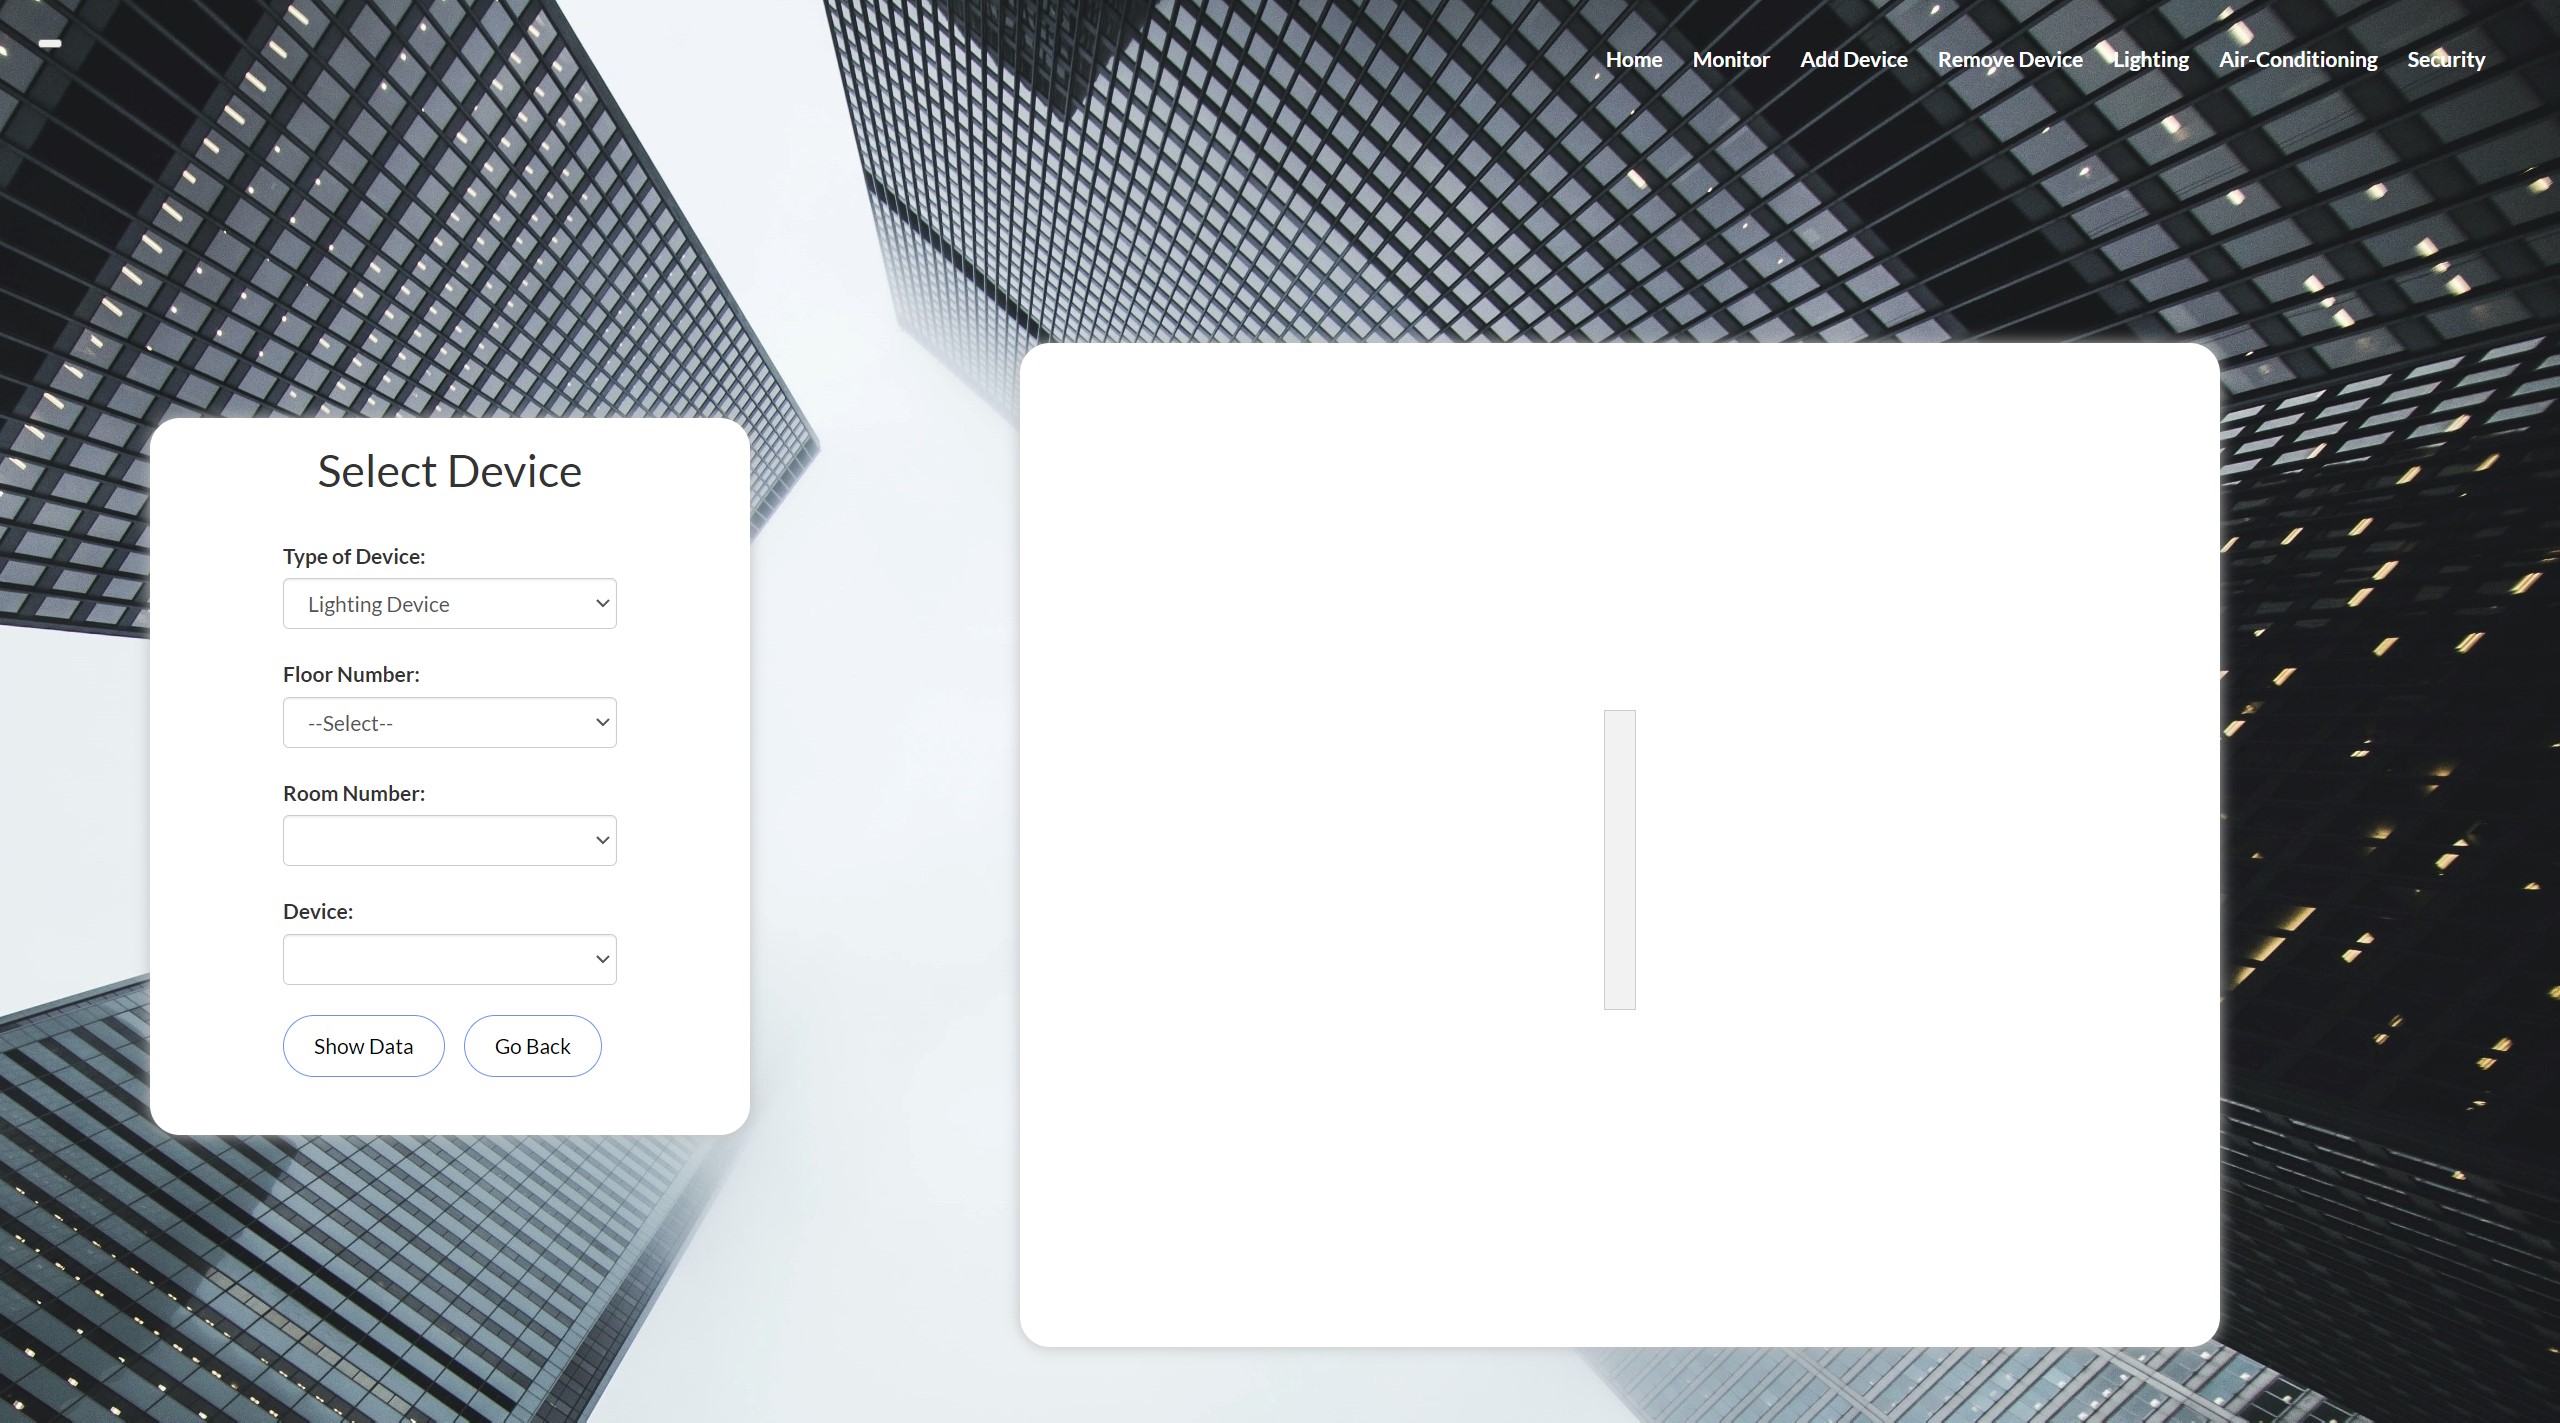 Home Monitor Add Device Remove Device Lighting Air-Conditioning Security
Select Device
Type of Device:
Lighting Device
Floor Number:
--Select--
Room Number:
Device:
Show Data Go Back